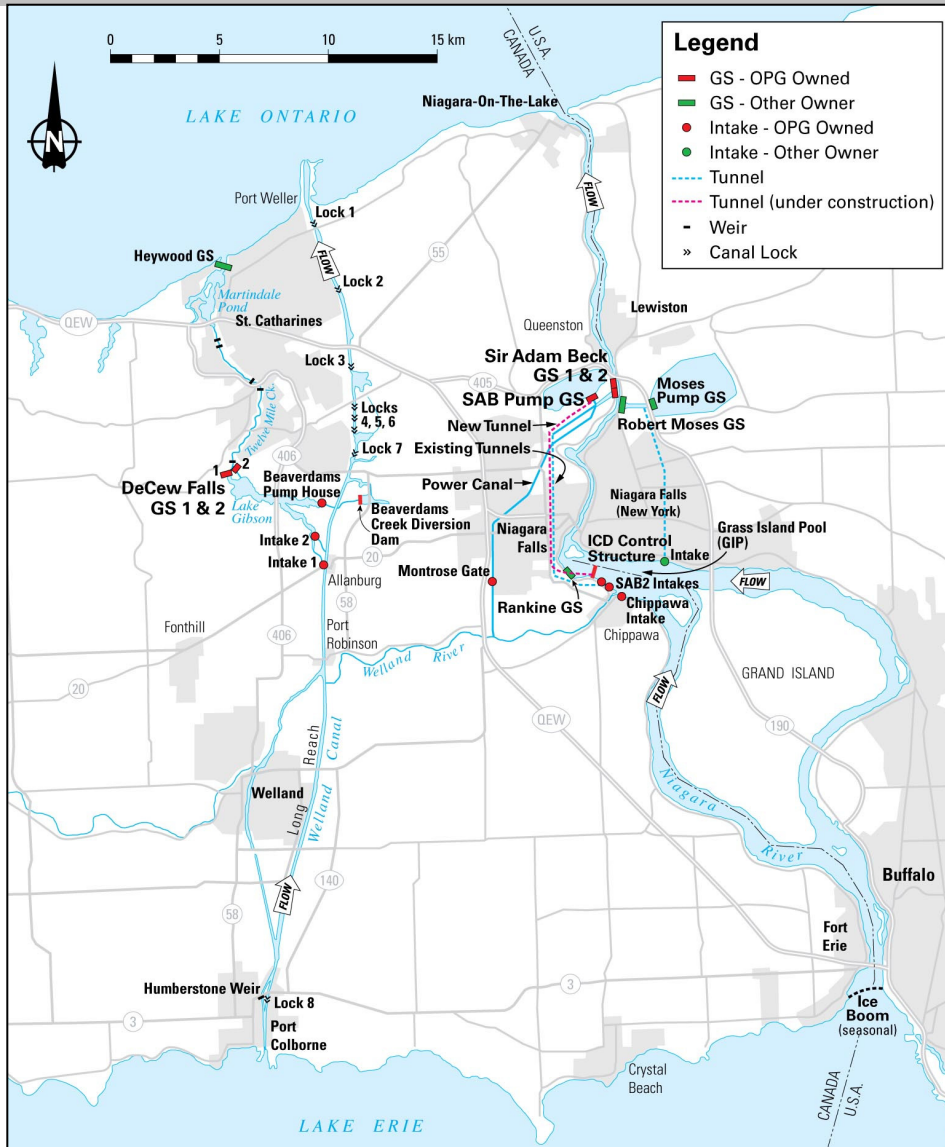 0
5
10
15 km
U.S.A.
CANADA
Legend
GS - OPG Owned
GS - Other Owner
Intake - OPG Owned
Intake - Other Owner
Tunnel
Tunnel (under construction)
Weir
Canal Lock
N
LAKE ONTARIO
Niagara-On-The-Lake
Port Weller
Lock 1
FLOW
FLOW
55
Heywood GS
Lock 2
Martindale
Pond
St. Catharines
QEW
Lewiston
Queenston
Lock 3
Sir Adam Beck
GS 1 & 2
405
SAB Pump GS
Moses
Pump GS
Robert Moses GS
Twelve Mile Ck.
Locks
4, 5, 6
New Tunnel
Existing Tunnels
406
Lock 7
1
2
DeCew Falls
GS 1 & 2
Beaverdams
Pump House
Power Canal
Lake
Gibson
Beaverdams
Creek Diversion
Dam
Niagara Falls
(New York)
Niagara
Falls
Grass Island Pool
(GIP)
ICD Control
Structure
Intake
Intake 2
20
Intake 1
Allanburg
Montrose Gate
SAB2 Intakes
FLOW
Rankine GS
Chippawa
Intake
58
Fonthill
406
Port
Robinson
Chippawa
Welland River
20
FLOW
GRAND ISLAND
QEW
190
Long Reach
Welland Canal
Welland
Niagara
River
140
FLOW
58
Buffalo
Fort
Erie
Humberstone Weir
Lock 8
3
3
Ice
Boom
(seasonal)
Port
Colborne
Crystal
Beach
CANADA
U.S.A.
LAKE ERIE